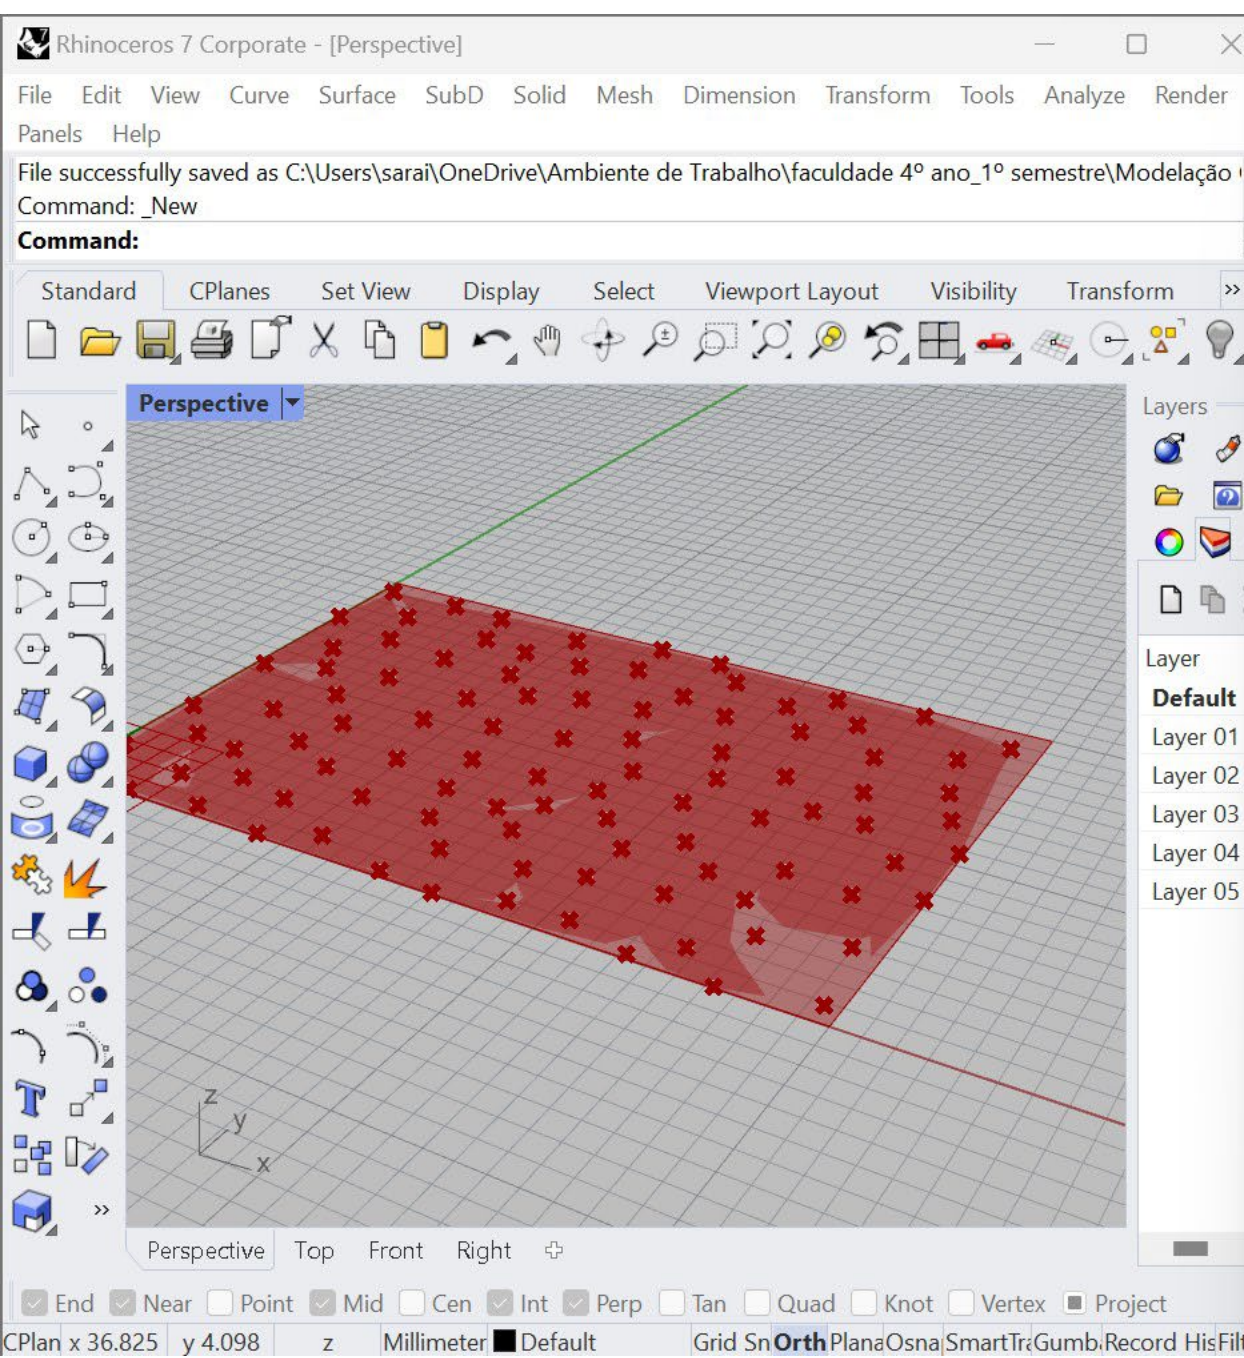 Rhinoceros 7 Corporate - [Perspective]
File Edit View Curve Surface SubD Solid Mesh Dimension Transform Tools Analyze Render
Panels Help
File successfully saved as C:\Users\sarai\OneDrive\Ambiente de Trabalho\faculdade 4º ano_1º semestre\Modelação
Command: _New
Command:
Standard CPlanes Set View Display Select Viewport Layout Visibility Transform »
Perspective
Layers
Layer
Default
Layer 01
Layer 02
Layer 03
Layer 04
Layer 05
z
y
x
»
Perspective Top Front Right
End Near Point Mid Cen Int Perp Tan Quad Knot Vertex Project
CPlan x 36.825 y 4.098 z Millimeter Default Grid Sn Orth Plana Osna SmartTra Gumb Record His Filt